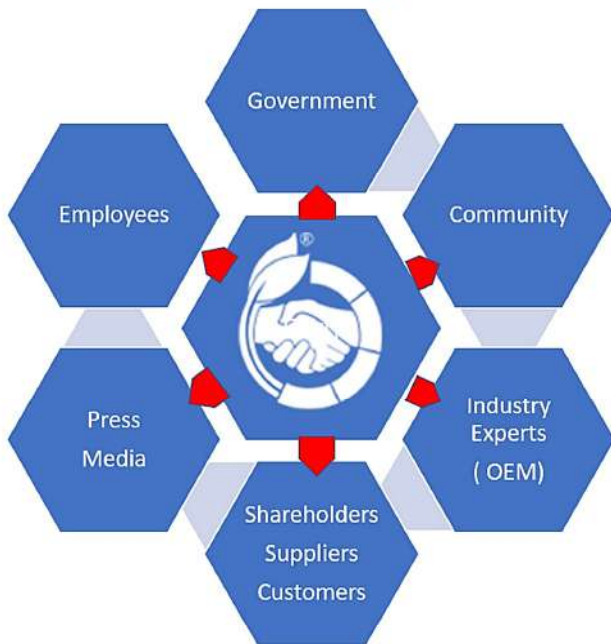 Government
Employees
Community
®
Press
Media
Industry
Experts
( OEM)
Shareholders
Suppliers
Customers